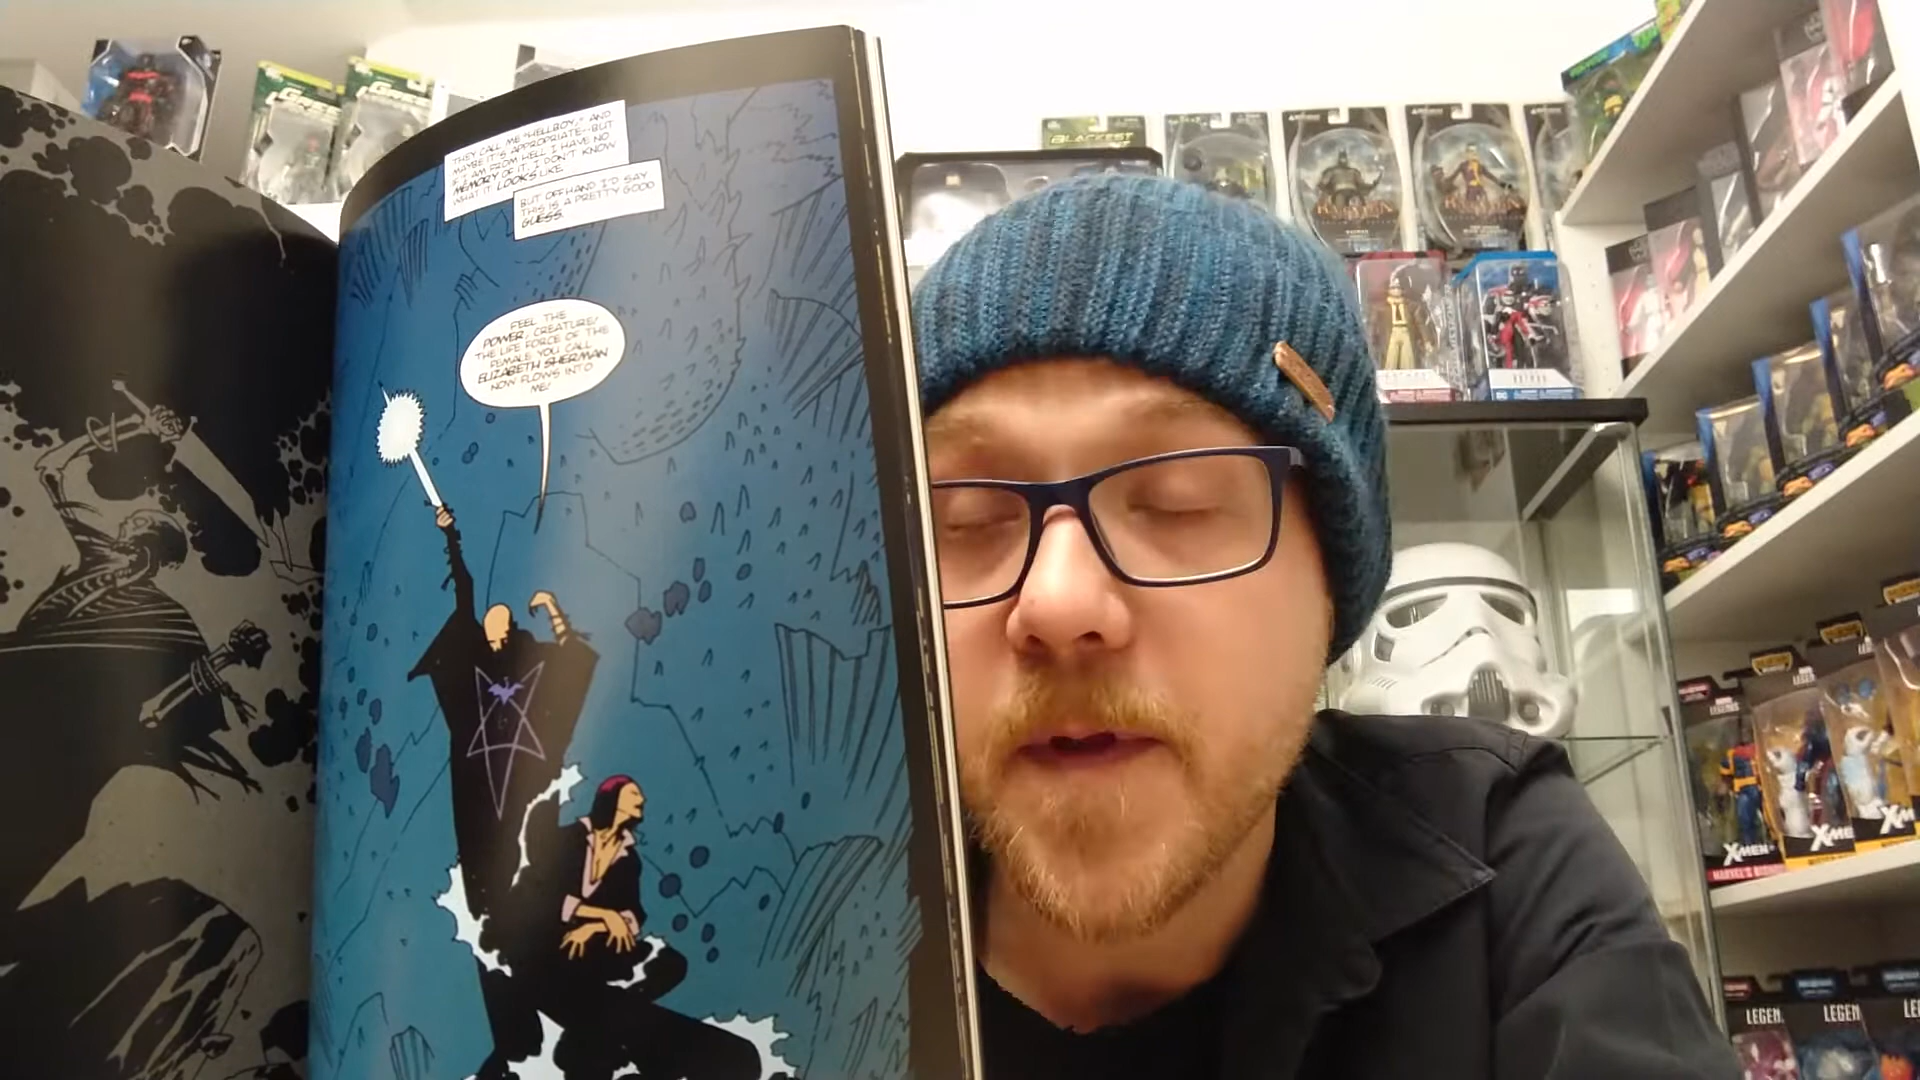 THEY CALL ME "HELLBOY," AND
MAYBE IT'S APPROPRIATE--BUT
IF I AM FROM HELL I HAVE NO
MEMORY OF IT. I DON'T KNOW
WHAT IT LOOKS LIKE.
BUT OFFHAND I'D SAY
THIS IS A PRETTY GOOD
GUESS.
FEEL THE
POWER, CREATURE!
THE LIFE FORCE OF THE
FEMALE YOU CALL
ELIZABETH SHERMAN
NOW FLOWS INTO
ME!
BLACKEST
BATMAN
X-MEN
X-M
LEGEN
LEGEN